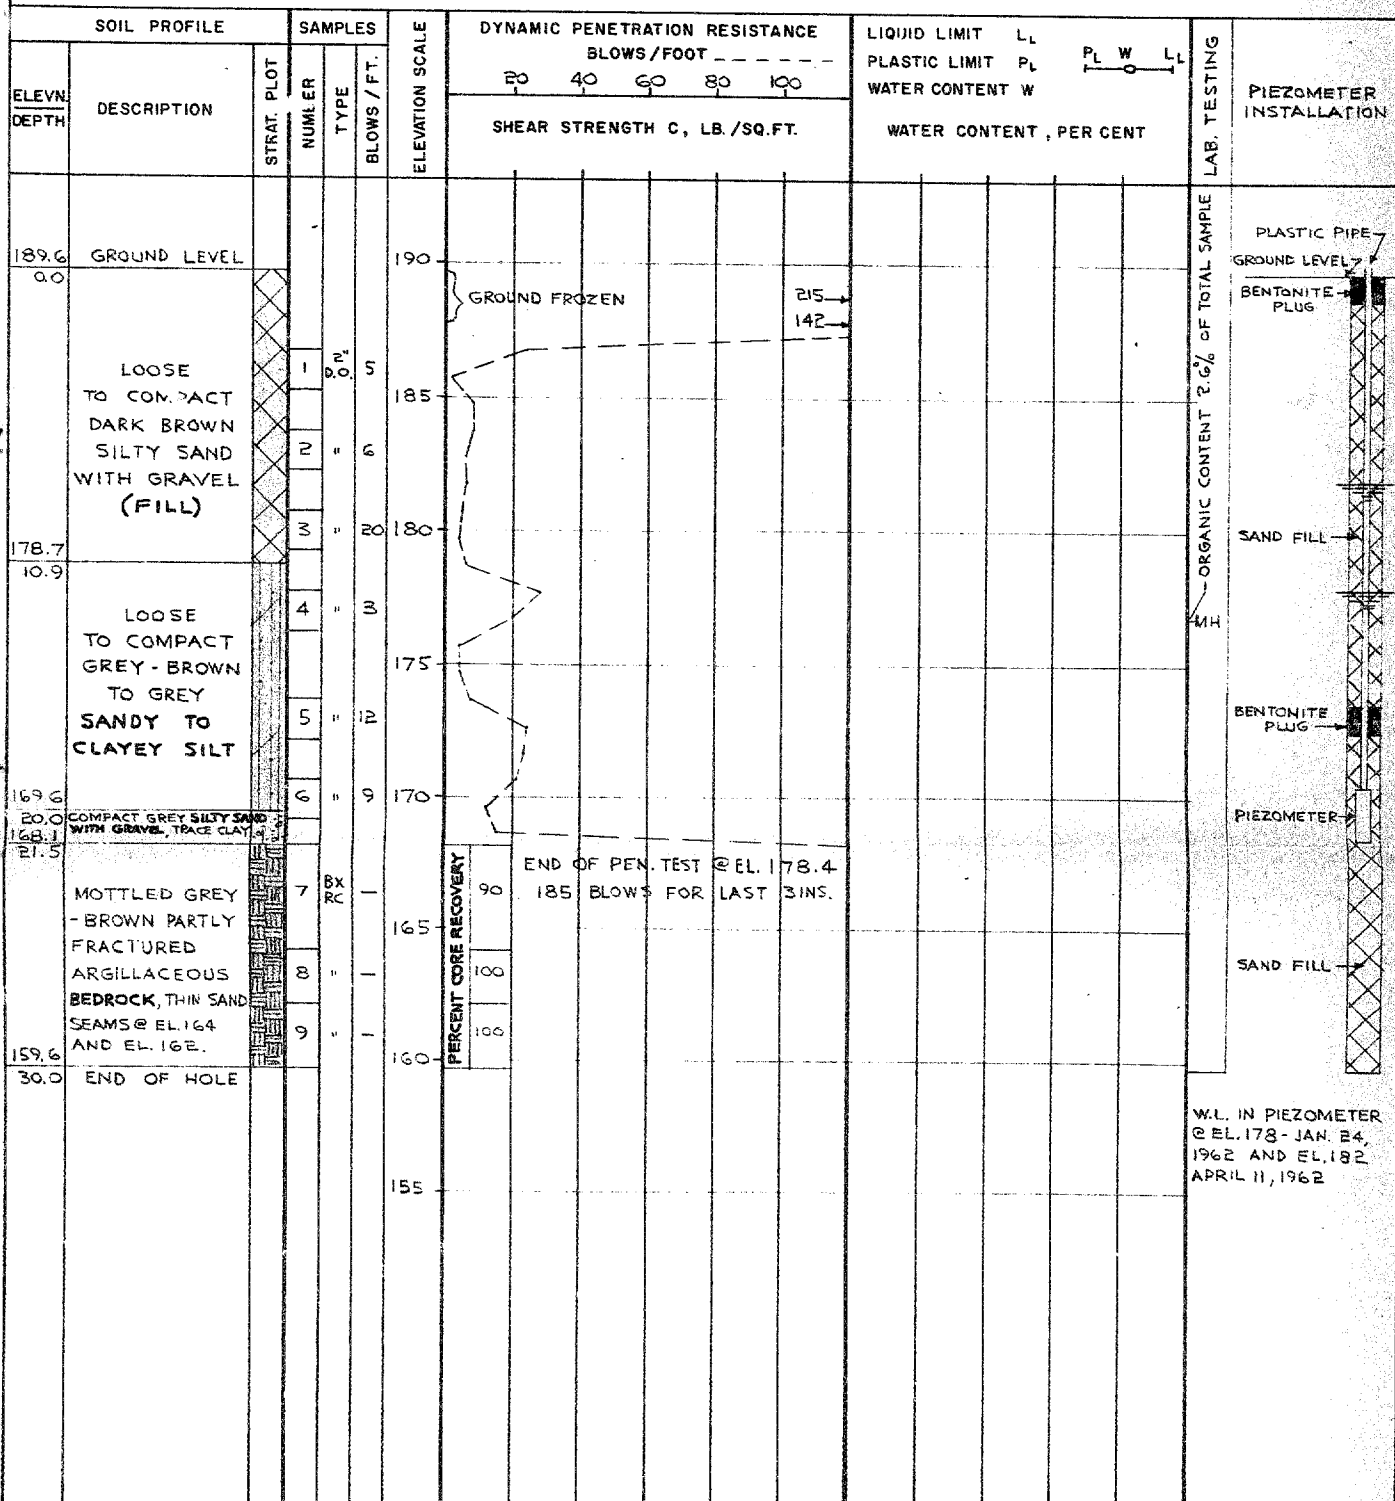 SOIL PROFILE
SAMPLES
ELEVATION SCALE
DYNAMIC PENETRATION RESISTANCE
BLOWS/FOOT
20 40 60 80 100
SHEAR STRENGTH C, LB./SQ.FT.
LIQUID LIMIT LL
PLASTIC LIMIT PL
WATER CONTENT W
PL W LL
WATER CONTENT, PER CENT
LAB. TESTING
PIEZOMETER
INSTALLATION
ELEVN.
DEPTH
DESCRIPTION
STRAT. PLOT
NUMBER
TYPE
BLOWS / FT.
189.6
0.0
GROUND LEVEL
LOOSE
TO COMPACT
DARK BROWN
SILTY SAND
WITH GRAVEL
(FILL)
178.7
10.9
LOOSE
TO COMPACT
GREY - BROWN
TO GREY
SANDY TO
CLAYEY SILT
169.6
20.0
COMPACT GREY SILTY SAND
WITH GRAVEL, TRACE CLAY
168.1
21.5
MOTTLED GREY
- BROWN PARTLY
FRACTURED
ARGILLACEOUS
BEDROCK, THIN SAND
SEAMS @ EL. 164
AND EL. 162.
159.6
30.0
END OF HOLE
1 2" D.O. 5
2 " 6
3 " 20
4 " 3
5 " 12
6 " 9
7 BX RC —
8 " —
9 " —
190
185
180
175
170
165
160
155
GROUND FROZEN
215
142
END OF PEN. TEST @ EL. 178.4
185 BLOWS FOR LAST 3INS.
PERCENT CORE RECOVERY
90
100
100
- ORGANIC CONTENT 2.6% OF TOTAL SAMPLE
MH
PLASTIC PIPE
GROUND LEVEL
BENTONITE
PLUG
SAND FILL
BENTONITE
PLUG
PIEZOMETER
SAND FILL
W.L. IN PIEZOMETER
@ EL. 178 - JAN. 24,
1962 AND EL. 182
APRIL 11, 1962